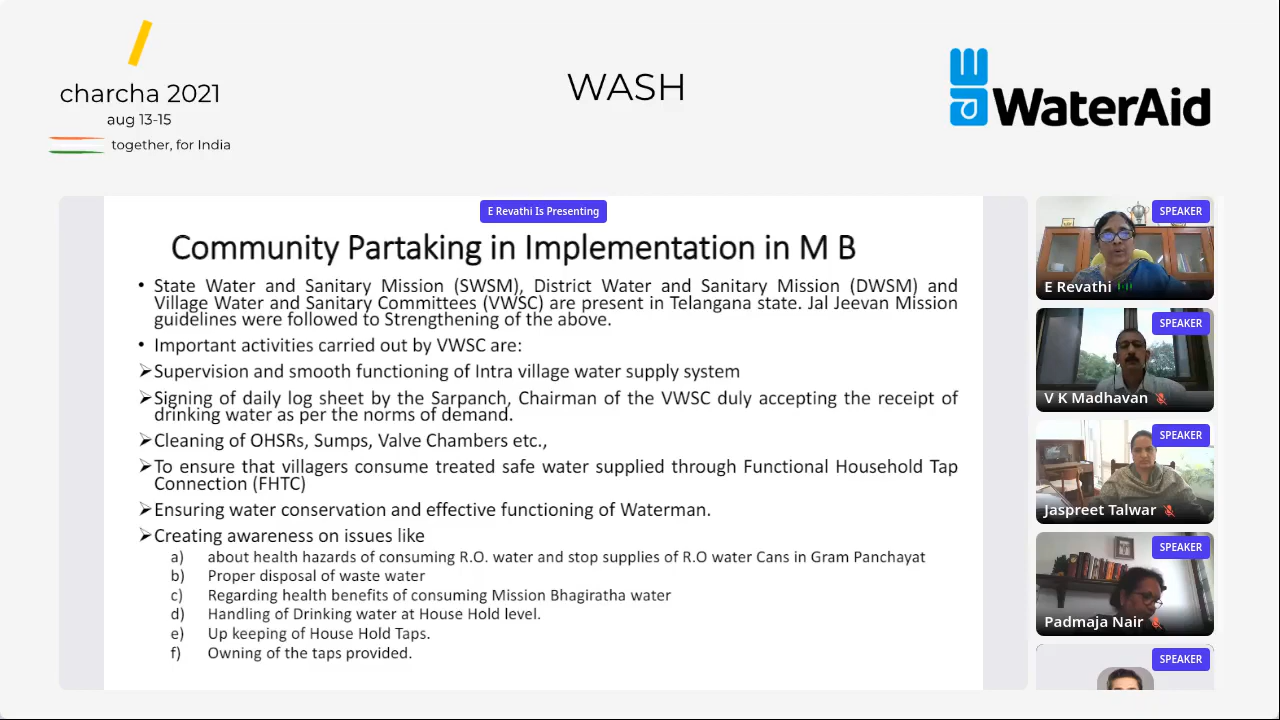 charcha 2021
aug 13-15
together, for India
WASH
WaterAid
E Revathi Is Presenting
Community Partaking in Implementation in M B
• State Water and Sanitary Mission (SWSM), District Water and Sanitary Mission (DWSM) and
Village Water and Sanitary Committees (VWSC) are present in Telangana state. Jal Jeevan Mission
guidelines were followed to Strengthening of the above.
• Important activities carried out by VWSC are:
➢Supervision and smooth functioning of Intra village water supply system
➢Signing of daily log sheet by the Sarpanch, Chairman of the VWSC duly accepting the receipt of
drinking water as per the norms of demand.
➢Cleaning of OHSRs, Sumps, Valve Chambers etc.,
➢To ensure that villagers consume treated safe water supplied through Functional Household Tap
Connection (FHTC)
➢Ensuring water conservation and effective functioning of Waterman.
➢Creating awareness on issues like
a) about health hazards of consuming R.O. water and stop supplies of R.O water Cans in Gram Panchayat
b) Proper disposal of waste water
c) Regarding health benefits of consuming Mission Bhagiratha water
d) Handling of Drinking water at House Hold level.
e) Up keeping of House Hold Taps.
f) Owning of the taps provided.
SPEAKER
E Revathi
SPEAKER
V K Madhavan
SPEAKER
Jaspreet Talwar
SPEAKER
Padmaja Nair
SPEAKER